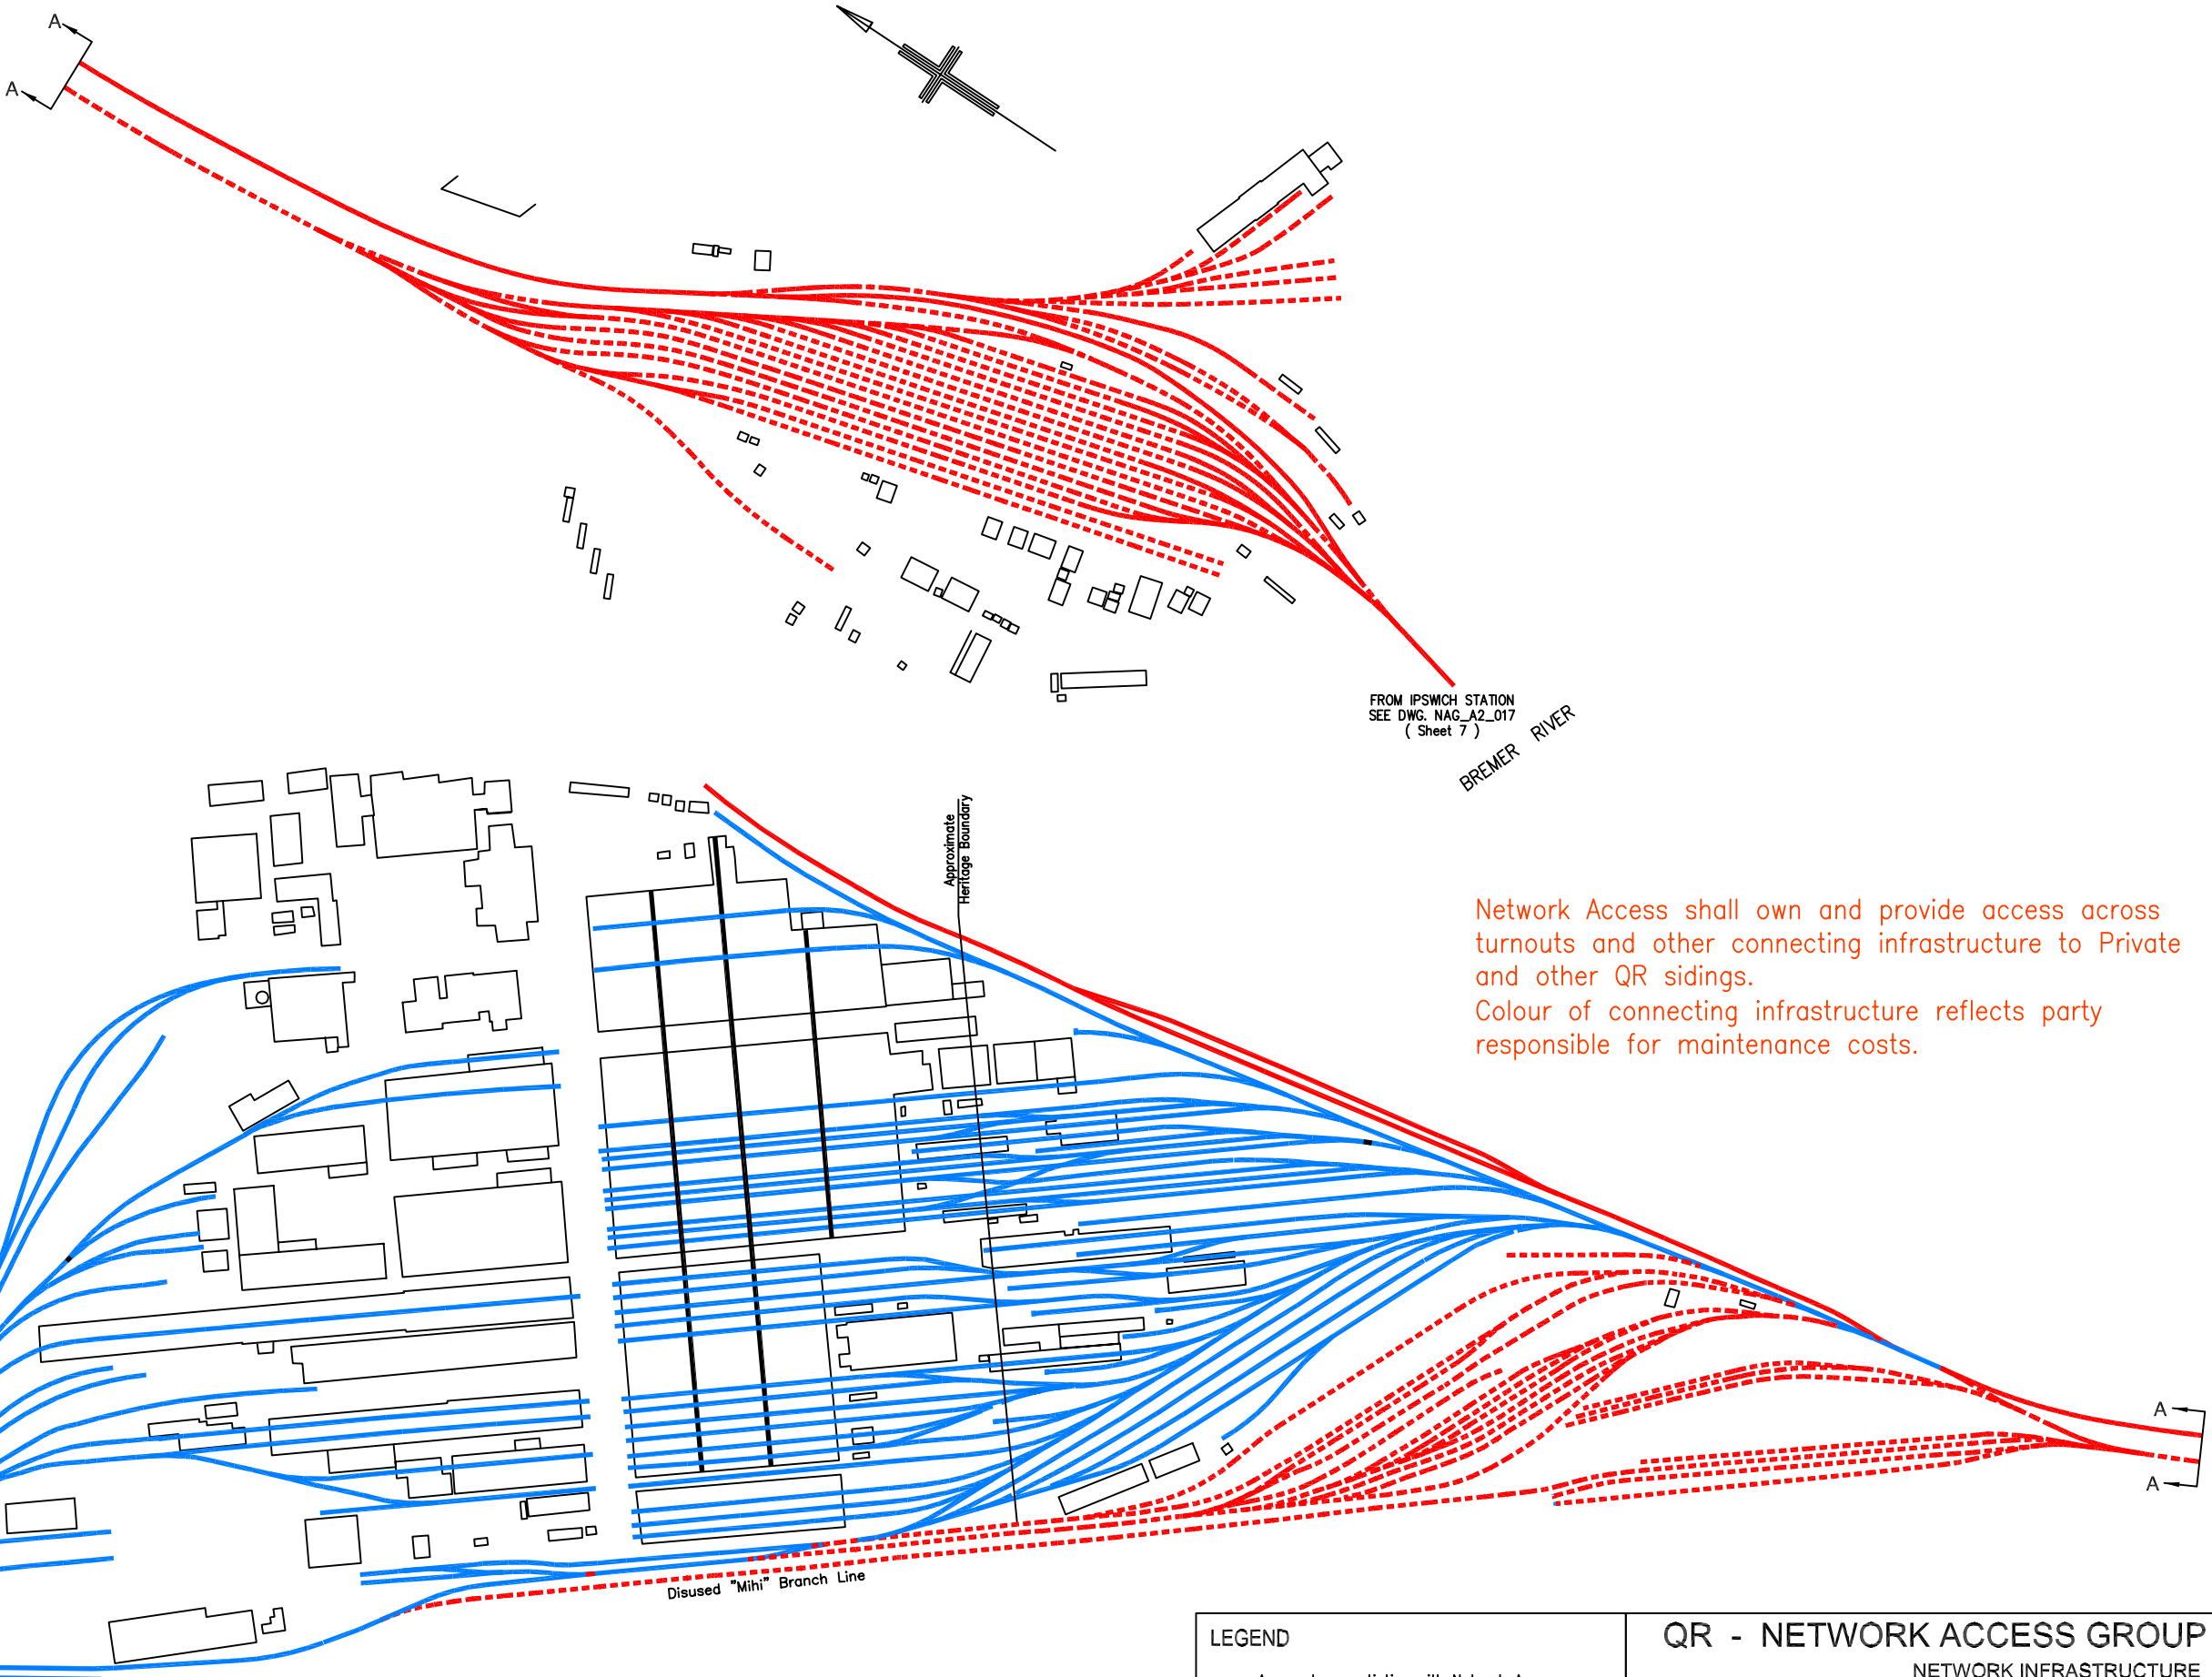 A
A
FROM IPSWICH STATION
SEE DWG. NAG_A2_017
( Sheet 7 )
BREMER RIVER
Approximate
Heritage Boundary
Network Access shall own and provide access across
turnouts and other connecting infrastructure to Private
and other QR sidings.
Colour of connecting infrastructure reflects party
responsible for maintenance costs.
A
A
Disused "Mihi" Branch Line
LEGEND
QR - NETWORK ACCESS GROUP
NETWORK INFRASTRUCTURE